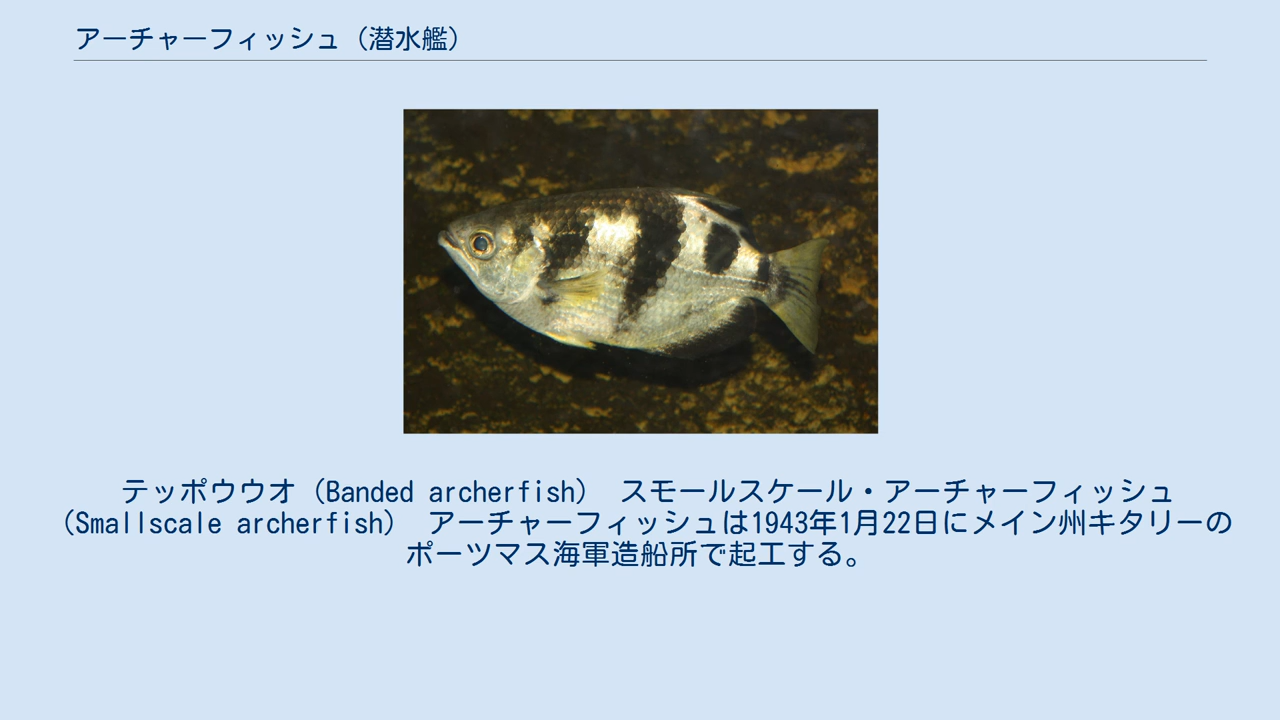 アーチャーフィッシュ（潜水艦）
テッポウウオ（Banded archerfish） スモールスケール・アーチャーフィッシュ
（Smallscale archerfish） アーチャーフィッシュは1943年1月22日にメイン州キタリーの
ポーツマス海軍造船所で起工する。